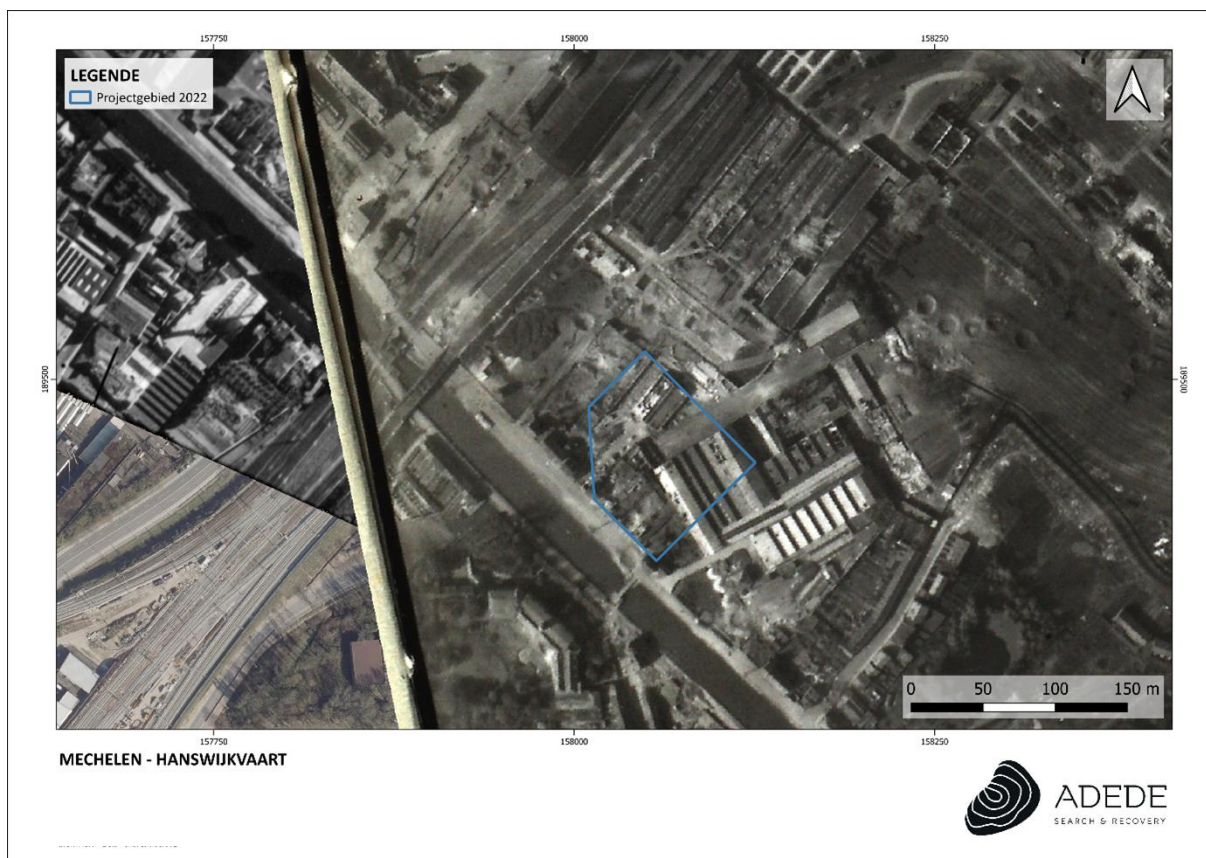 157750
158000
158250
LEGENDE
Projectgebied 2022
189500
189500
0 50 100 150 m
157750
158000
158250
MECHELEN - HANSWIJKVAART
ADEDE
SEARCH & RECOVERY